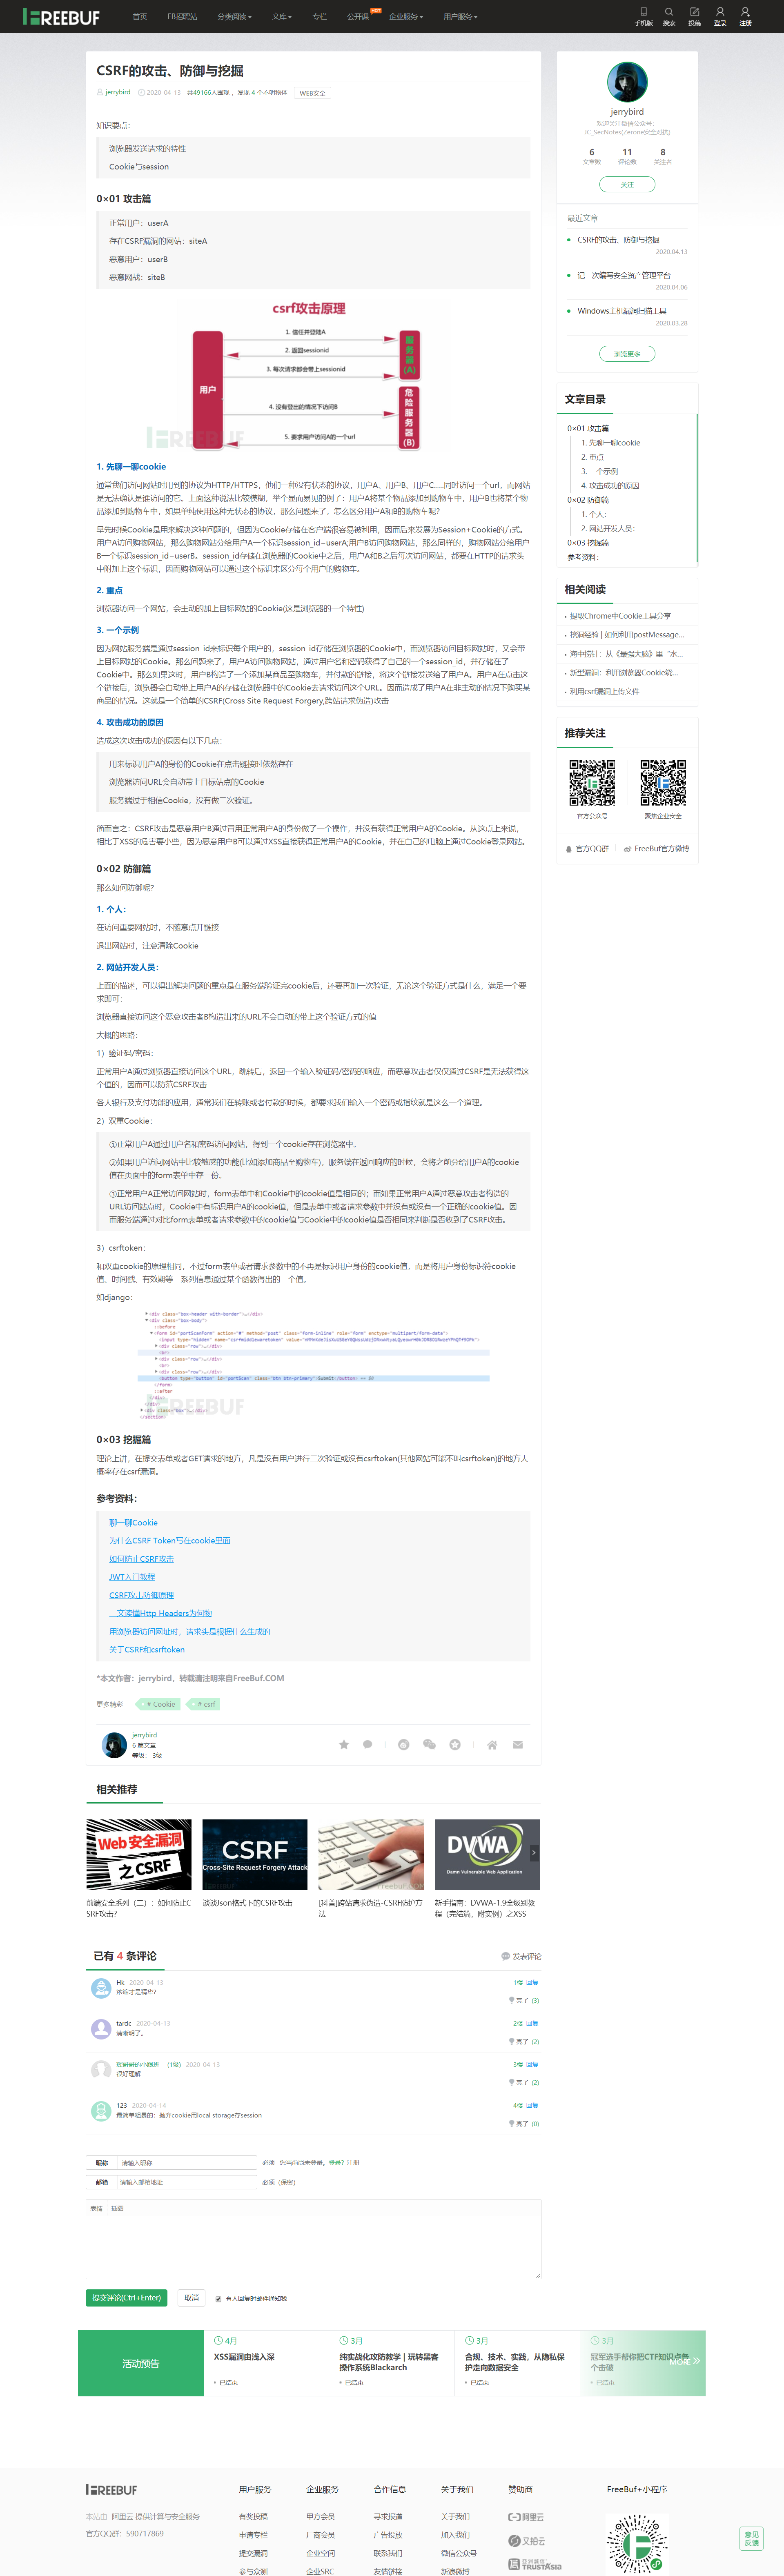 FREEBUF
首页 FB招聘站 分类阅读 文库 专栏 公开课 HOT 企业服务 用户服务
手机版 搜索 投稿 登录 注册
CSRF的攻击、防御与挖掘
jerrybird 2020-04-13 共49166人围观 ，发现 4 个不明物体 WEB安全
知识要点：
浏览器发送请求的特性
Cookie与session
0×01 攻击篇
正常用户：userA
存在CSRF漏洞的网站：siteA
恶意用户：userB
恶意网战：siteB
csrf攻击原理
用户
1. 信任并登陆A
2. 返回sessionid
3. 每次请求都会带上sessionid
4. 没有登出的情况下访问B
5. 要求用户访问A的一个url
服务器(A)
危险服务器(B)
FREEBUF
1. 先聊一聊cookie
通常我们访问网站时用到的协议为HTTP/HTTPS，他们一种没有状态的协议，用户A、用户B、用户C......同时访问一个url，而网站
是无法确认是谁访问的它。上面这种说法比较模糊，举个显而易见的例子：用户A将某个物品添加到购物车中，用户B也将某个物
品添加到购物车中，如果单纯使用这种无状态的协议，那么问题来了，怎么区分用户A和B的购物车呢？
早先时候Cookie是用来解决这种问题的，但因为Cookie存储在客户端很容易被利用，因而后来发展为Session+Cookie的方式。
用户A访问购物网站，那么购物网站分给用户A一个标识session_id=userA;用户B访问购物网站，那么同样的，购物网站分给用户
B一个标识session_id=userB。session_id存储在浏览器的Cookie中之后，用户A和B之后每次访问网站，都要在HTTP的请求头
中附加上这个标识，因而购物网站可以通过这个标识来区分每个用户的购物车。
2. 重点
浏览器访问一个网站，会主动的加上目标网站的Cookie(这是浏览器的一个特性)
3. 一个示例
因为网站服务端是通过session_id来标识每个用户的，session_id存储在浏览器的Cookie中，而浏览器访问目标网站时，又会带
上目标网站的Cookie。那么问题来了，用户A访问购物网站，通过用户名和密码获得了自己的一个session_id，并存储在了
Cookie中。那么如果这时，用户B构造了一个添加某商品至购物车，并付款的链接，将这个链接发送给了用户A。用户A在点击这
个链接后，浏览器会自动带上用户A的存储在浏览器中的Cookie去请求访问这个URL。因而造成了用户A在非主动的情况下购买某
商品的情况。这就是一个简单的CSRF(Cross Site Request Forgery,跨站请求伪造)攻击
4. 攻击成功的原因
造成这次攻击成功的原因有以下几点：
用来标识用户A的身份的Cookie在点击链接时依然存在
浏览器访问URL会自动带上目标站点的Cookie
服务端过于相信Cookie，没有做二次验证。
简而言之：CSRF攻击是恶意用户B通过冒用正常用户A的身份做了一个操作，并没有获得正常用户A的Cookie。从这点上来说，
相比于XSS的危害要小些，因为恶意用户B可以通过XSS直接获得正常用户A的Cookie，并在自己的电脑上通过Cookie登录网站。
0×02 防御篇
那么如何防御呢？
1. 个人：
在访问重要网站时，不随意点开链接
退出网站时，注意清除Cookie
2. 网站开发人员：
上面的描述，可以得出解决问题的重点是在服务端验证完cookie后，还要再加一次验证，无论这个验证方式是什么，满足一个要
求即可：
浏览器直接访问这个恶意攻击者B构造出来的URL不会自动的带上这个验证方式的值
大概的思路：
1）验证码/密码：
正常用户A通过浏览器直接访问这个URL，跳转后，返回一个输入验证码/密码的响应，而恶意攻击者仅仅通过CSRF是无法获得这
个值的，因而可以防范CSRF攻击
各大银行及支付功能的应用，通常我们在转账或者付款的时候，都要求我们输入一个密码或指纹就是这么一个道理。
2）双重Cookie：
①正常用户A通过用户名和密码访问网站，得到一个cookie存在浏览器中。
②如果用户访问网站中比较敏感的功能(比如添加商品至购物车)，服务端在返回响应的时候，会将之前分给用户A的cookie
值在页面中的form表单中存一份。
③正常用户A正常访问网站时，form表单中和Cookie中的cookie值是相同的；而如果正常用户A通过恶意攻击者构造的
URL访问站点时，Cookie中有标识用户A的cookie值，但是表单中或者请求参数中并没有或没有一个正确的cookie值。因
而服务端通过对比form表单或者请求参数中的cookie值与Cookie中的cookie值是否相同来判断是否收到了CSRF攻击。
3）csrftoken：
和双重cookie的原理相同，不过form表单或者请求参数中的不再是标识用户身份的cookie值，而是将用户身份标识符cookie
值、时间戳、有效期等一系列信息通过某个函数得出的一个值。
如django：
<div class="box-header with-border">…</div>
<div class="box-body">
::before
<div class="row">…</div>
<br>
<div class="row">…</div>
<br>
<div class="row">…</div>
</form>
::after
</div>
</div>
<div class="box">…</div>
</section>
FREEBUF
0×03 挖掘篇
理论上讲，在提交表单或者GET请求的地方，凡是没有用户进行二次验证或没有csrftoken(其他网站可能不叫csrftoken)的地方大
概率存在csrf漏洞。
参考资料：
聊一聊Cookie
为什么CSRF Token写在cookie里面
如何防止CSRF攻击
JWT入门教程
CSRF攻击防御原理
一文读懂Http Headers为何物
用浏览器访问网址时，请求头是根据什么生成的
关于CSRF和csrftoken
*本文作者：jerrybird，转载请注明来自FreeBuf.COM
更多精彩 # Cookie # csrf
jerrybird
6 篇文章
等级： 3级
相关推荐
Web 安全漏洞
之 CSRF
CSRF
Cross-Site Request Forgery Attack
DVWA
Damn Vulnerable Web Application
前端安全系列（二）：如何防止C
SRF攻击？
谈谈Json格式下的CSRF攻击
[科普]跨站请求伪造-CSRF防护方
法
新手指南：DVWA-1.9全级别教
程（完结篇，附实例）之XSS
已有 4 条评论 发表评论
Hk 2020-04-13 1楼 回复
浓缩才是精华？
亮了 (3)
tardc 2020-04-13 2楼 回复
清晰明了。
亮了 (2)
(1级) 2020-04-13 3楼 回复
很好理解
亮了 (2)
123 2020-04-14 4楼 回复
最简单粗暴的：抛弃cookie用local storage存session
亮了 (0)
昵称 请输入昵称 必须 您当前尚未登录。登录？注册
邮箱 请输入邮箱地址 必须（保密）
表情 插图
提交评论(Ctrl+Enter) 取消 有人回复时邮件通知我
活动预告
4月
XSS漏洞由浅入深
已结束
3月
纯实战化攻防教学 | 玩转黑客
操作系统Blackarch
已结束
3月
合规、技术、实践，从隐私保
护走向数据安全
已结束
3月
冠军选手带你把CTF知识点各
个击破
已结束
MORE
jerrybird
欢迎关注微信公众号：
JC_SecNotes(Zerone安全对抗)
6 11 8
文章数 评论数 关注者
关注
最近文章
CSRF的攻击、防御与挖掘
2020.04.13
记一次编写安全资产管理平台
2020.04.06
Windows主机漏洞扫描工具
2020.03.28
浏览更多
文章目录
0×01 攻击篇
1. 先聊一聊cookie
2. 重点
3. 一个示例
4. 攻击成功的原因
0×02 防御篇
1. 个人：
2. 网站开发人员：
0×03 挖掘篇
参考资料：
相关阅读
提取Chrome中Cookie工具分享
挖洞经验 | 如何利用postMessage...
海中捞针：从《最强大脑》里“水...
新型漏洞：利用浏览器Cookie绕...
利用csrf漏洞上传文件
推荐关注
官方公众号 聚焦企业安全
官方QQ群 FreeBuf官方微博
FREEBUF
本站由 阿里云 提供计算与安全服务
官方QQ群：590717869
用户服务
有奖投稿
申请专栏
提交漏洞
参与众测
企业服务
甲方会员
厂商会员
企业空间
企业SRC
合作信息
寻求报道
广告投放
联系我们
友情链接
关于我们
关于我们
加入我们
微信公众号
新浪微博
赞助商
阿里云
又拍云
亚洲诚信
TRUSTASIA
FreeBuf+小程序
意见
反馈